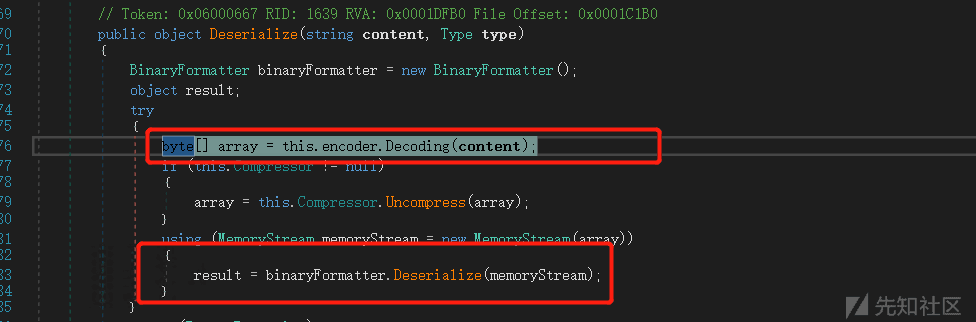 69 // Token: 0x06000667 RID: 1639 RVA: 0x0001DFB0 File Offset: 0x0001C1B0
70 public object Deserialize(string content, Type type)
71 {
72 BinaryFormatter binaryFormatter = new BinaryFormatter();
73 object result;
74 try
75 {
76 byte[] array = this.encoder.Decoding(content);
77 if (this.Compressor != null)
78 {
79 array = this.Compressor.Uncompress(array);
80 }
81 using (MemoryStream memoryStream = new MemoryStream(array))
82 {
83 result = binaryFormatter.Deserialize(memoryStream);
84 }
85 }
先知社区